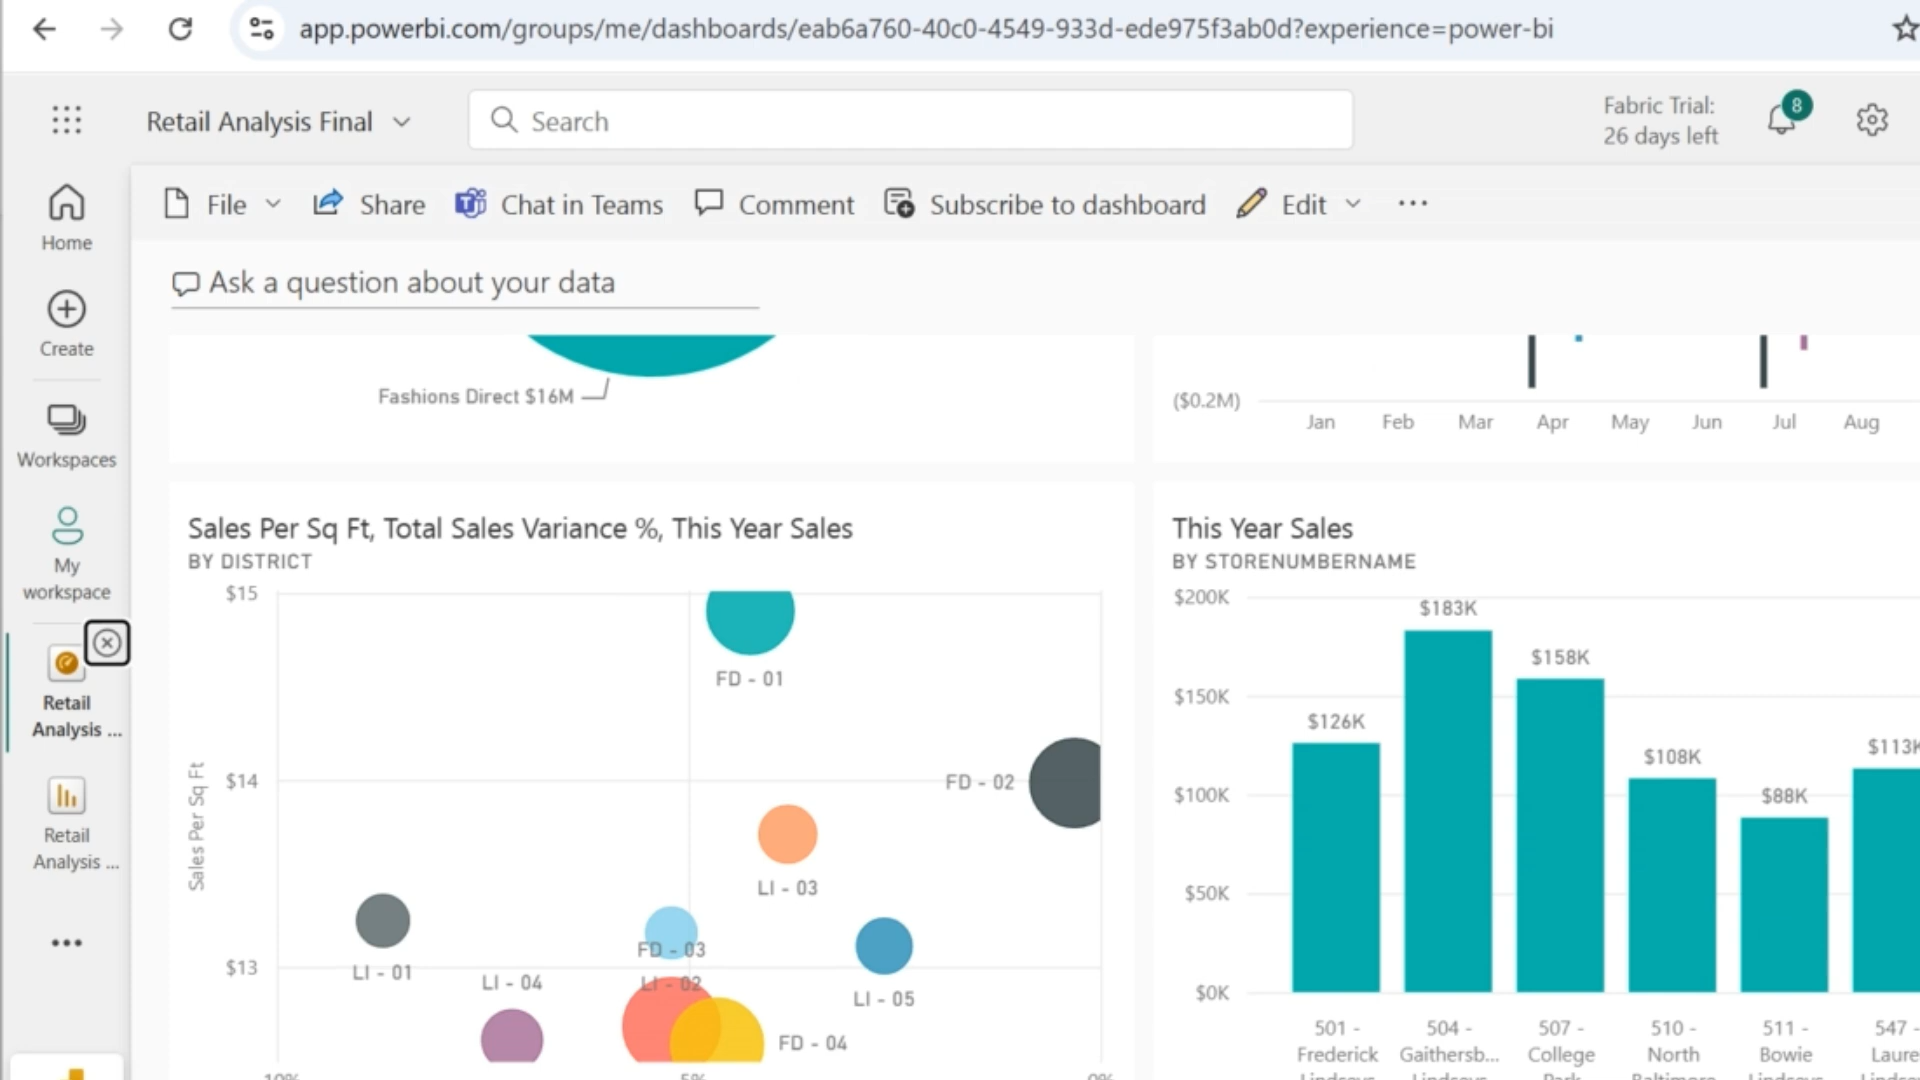 app.powerbi.com/groups/me/dashboards/eab6a760-40c0-4549-933d-ede975f3ab0d?experience=power-bi
Retail Analysis Final
Search
Fabric Trial:
26 days left
8
File
Share
Chat in Teams
Comment
Subscribe to dashboard
Edit
Home
Create
Workspaces
My
workspace
Retail
Analysis ...
Retail
Analysis ...
Ask a question about your data
Fashions Direct $16M
($0.2M)
Jan Feb Mar Apr May Jun Jul Aug
Sales Per Sq Ft, Total Sales Variance %, This Year Sales
BY DISTRICT
Sales Per Sq Ft
$15
$14
$13
FD - 01
FD - 02
LI - 03
LI - 01
FD - 03
LI - 04
LI - 02
LI - 05
FD - 04
This Year Sales
BY STORENUMBERNAME
$200K
$150K
$100K
$50K
$0K
$126K
$183K
$158K
$108K
$88K
$113K
501 -
Frederick
504 -
Gaithersb...
507 -
College
510 -
North
511 -
Bowie
547 -
Laure